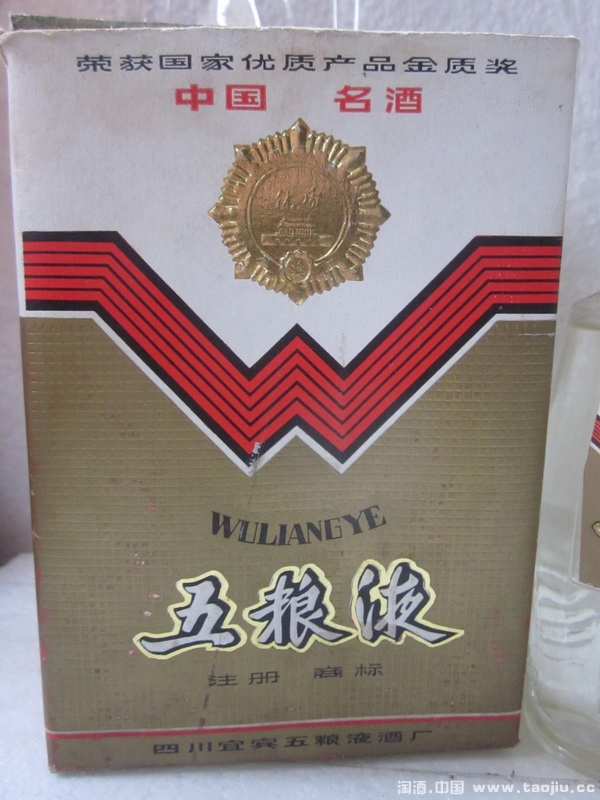 荣获国家优质产品金质奖
中国 名酒
优质
WULIANGYE
五粮液
注册 商标
四川宜宾五粮液酒厂
淘酒.中国 www.taojiu.cc